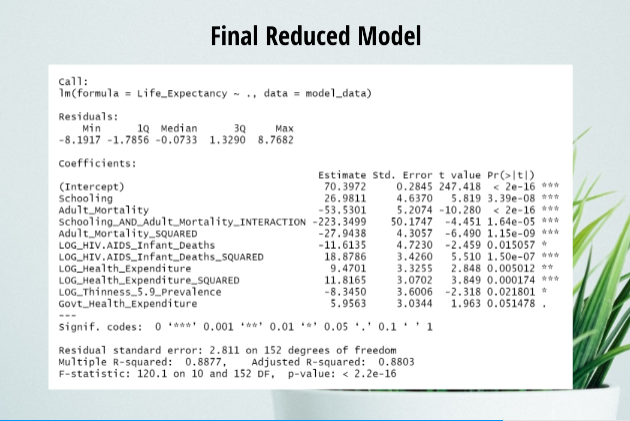 Final Reduced Model
Call:
lm(formula = Life_Expectancy ~ ., data = model_data)
Residuals:
Min 1Q Median 3Q Max
-8.1917 -1.7856 -0.0733 1.3290 8.7682
Coefficients:
Estimate Std. Error t value Pr(>|t|)
(Intercept) 70.3972 0.2845 247.418 < 2e-16 ***
Schooling 26.9811 4.6370 5.819 3.39e-08 ***
Adult_Mortality -53.5301 5.2074 -10.280 < 2e-16 ***
Schooling_AND_Adult_Mortality_INTERACTION -223.3499 50.1747 -4.451 1.64e-05 ***
Adult_Mortality_SQUARED -27.9438 4.3057 -6.490 1.15e-09 ***
LOG_HIV.AIDS_Infant_Deaths -11.6135 4.7230 -2.459 0.015057 *
LOG_HIV.AIDS_Infant_Deaths_SQUARED 18.8786 3.4260 5.510 1.50e-07 ***
LOG_Health_Expenditure 9.4701 3.3255 2.848 0.005012 **
LOG_Health_Expenditure_SQUARED 11.8165 3.0702 3.849 0.000174 ***
LOG_Thinness_5.9_Prevalence -8.3450 3.6006 -2.318 0.021801 *
Govt_Health_Expenditure 5.9563 3.0344 1.963 0.051478 .
---
Signif. codes: 0 ‘***’ 0.001 ‘**’ 0.01 ‘*’ 0.05 ‘.’ 0.1 ‘ ’ 1
Residual standard error: 2.811 on 152 degrees of freedom
Multiple R-squared: 0.8877, Adjusted R-squared: 0.8803
F-statistic: 120.1 on 10 and 152 DF, p-value: < 2.2e-16